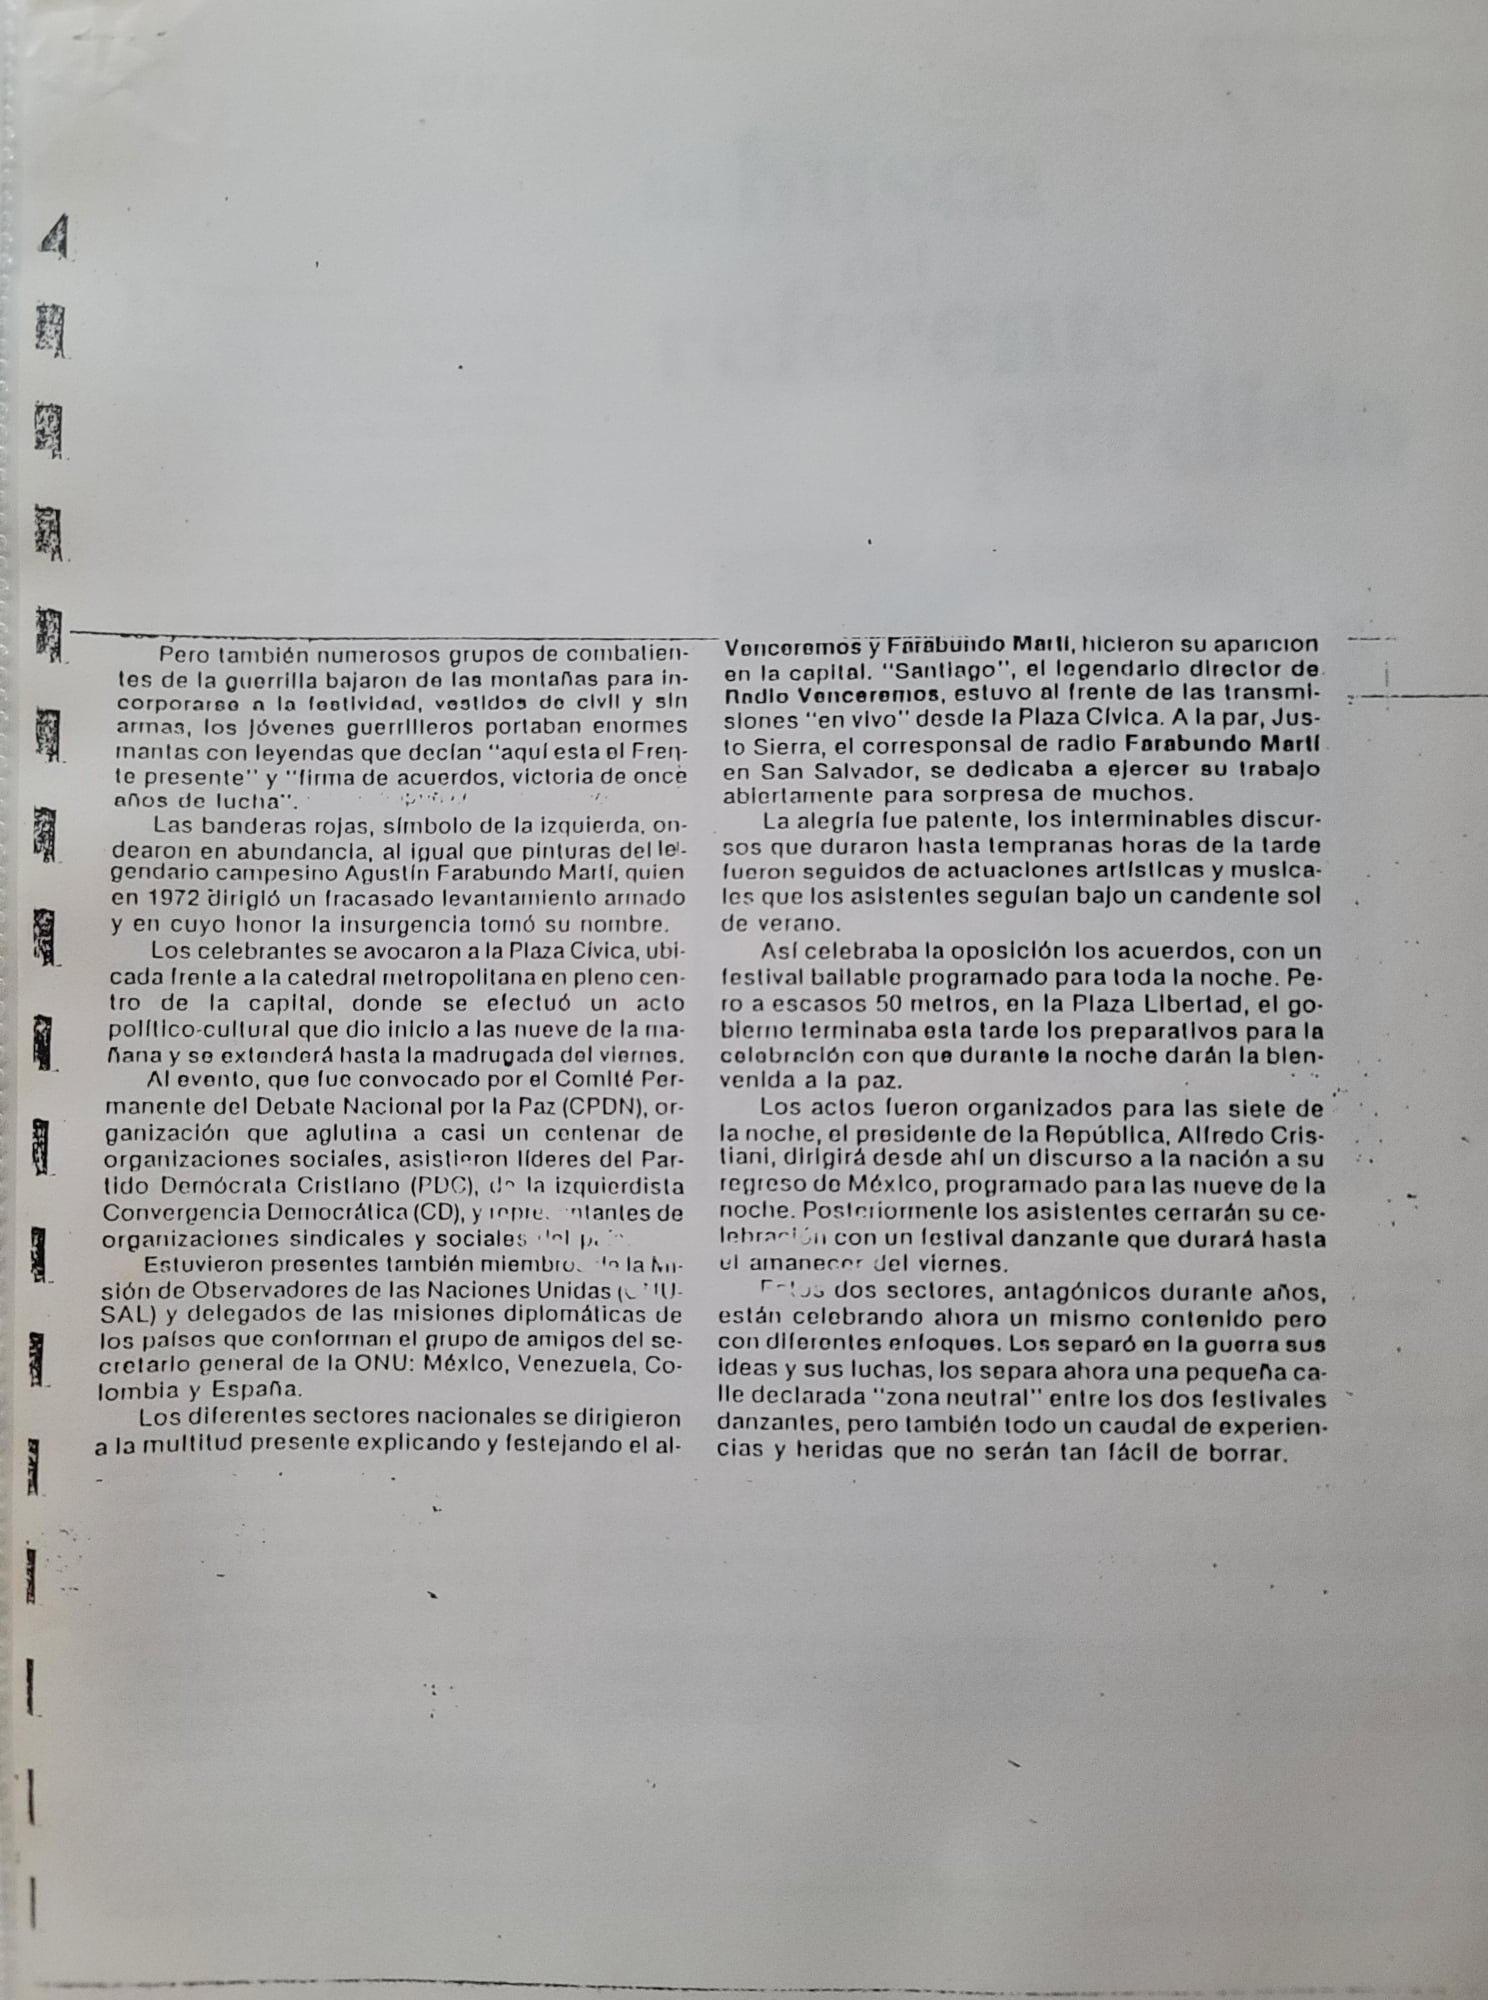 Pero también numerosos grupos de combatien-
tes de la guerrilla bajaron de las montañas para in-
corporarse a la festividad, vestidos de civil y sin
armas, los jóvenes guerrilleros portaban enormes
mantas con leyendas que decían "aquí esta el Fren-
te presente" y "firma de acuerdos, victoria de once
años de lucha".
Las banderas rojas, símbolo de la izquierda, on-
dearon en abundancia, al igual que pinturas del le-
gendario campesino Agustín Farabundo Martí, quien
en 1972 dirigió un fracasado levantamiento armado
y en cuyo honor la insurgencia tomó su nombre.
Los celebrantes se avocaron a la Plaza Cívica, ubi-
cada frente a la catedral metropolitana en pleno cen-
tro de la capital, donde se efectuó un acto
político-cultural que dio inicio a las nueve de la ma-
ñana y se extenderá hasta la madrugada del viernes.
Al evento, que fue convocado por el Comité Per-
manente del Debate Nacional por la Paz (CPDN), or-
ganización que aglutina a casi un centenar de
organizaciones sociales, asistieron líderes del Par-
tido Demócrata Cristiano (PDC), de la izquierdista
Convergencia Democrática (CD), y representantes de
organizaciones sindicales y sociales del
Estuvieron presentes también miembros de la Mi-
sión de Observadores de las Naciones Unidas (ONU-
SAL) y delegados de las misiones diplomáticas de
los países que conforman el grupo de amigos del se-
cretario general de la ONU: México, Venezuela, Co-
lombia y España.
Los diferentes sectores nacionales se dirigieron
a la multitud presente explicando y festejando el al-
Venceremos y Farabundo Martí, hicieron su aparición
en la capital. "Santiago", el legendario director de
Radio Venceremos, estuvo al frente de las transmi-
siones "en vivo" desde la Plaza Cívica. A la par, Jus-
to Sierra, el corresponsal de radio Farabundo Martí
en San Salvador, se dedicaba a ejercer su trabajo
abiertamente para sorpresa de muchos.
La alegría fue patente, los interminables discur-
sos que duraron hasta tempranas horas de la tarde
fueron seguidos de actuaciones artísticas y musica-
les que los asistentes seguían bajo un candente sol
de verano.
Así celebraba la oposición los acuerdos, con un
festival bailable programado para toda la noche. Pe-
ro a escasos 50 metros, en la Plaza Libertad, el go-
bierno terminaba esta tarde los preparativos para la
celebración con que durante la noche darán la bien-
venida a la paz.
Los actos fueron organizados para las siete de
la noche, el presidente de la República, Alfredo Cris-
tiani, dirigirá desde ahí un discurso a la nación a su
regreso de México, programado para las nueve de la
noche. Posteriormente los asistentes cerrarán su ce-
lebración con un festival danzante que durará hasta
el amanecer del viernes.
Estos dos sectores, antagónicos durante años,
están celebrando ahora un mismo contenido pero
con diferentes enfoques. Los separó en la guerra sus
ideas y sus luchas, los separa ahora una pequeña ca-
lle declarada "zona neutral" entre los dos festivales
danzantes, pero también todo un caudal de experien-
cias y heridas que no serán tan fácil de borrar.